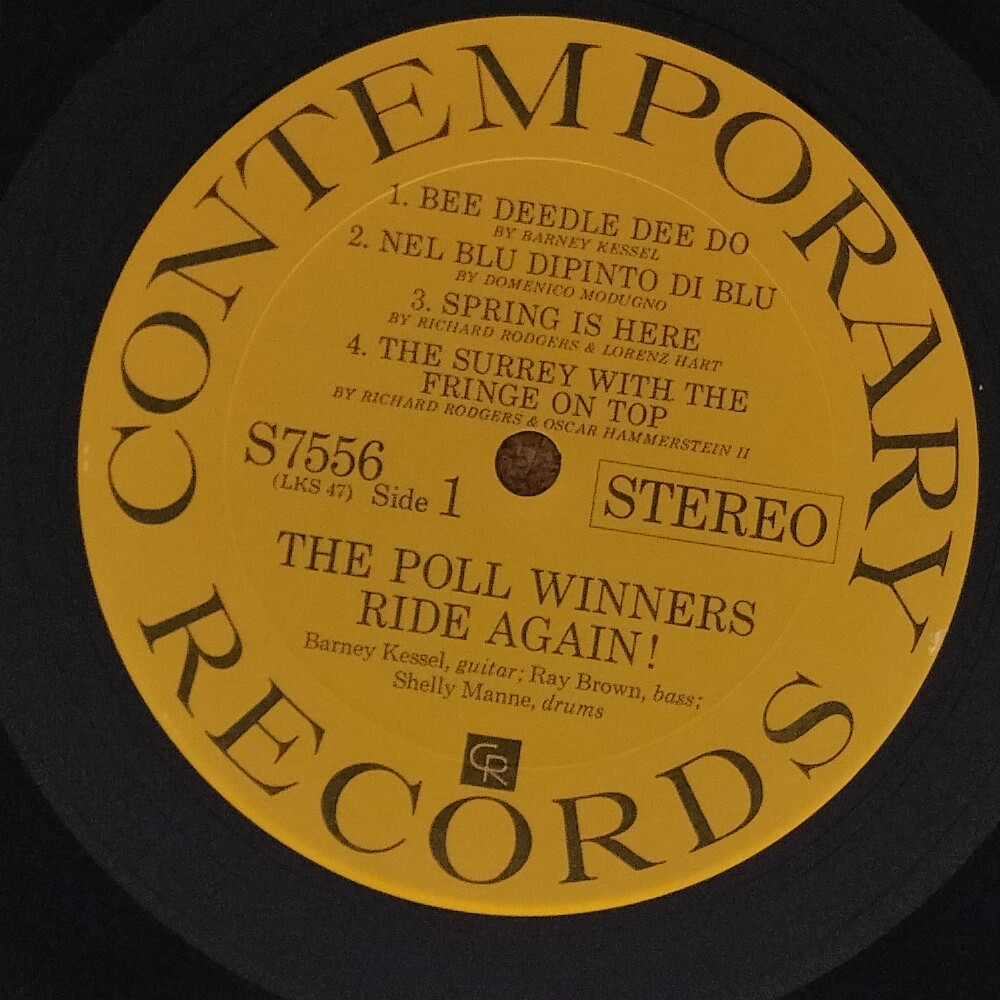 CONTEMPORARY RECORDS
1. BEE DEEDLE DEE DO
BY BARNEY KESSEL
2. NEL BLU DIPINTO DI BLU
BY DOMENICO MODUGNO
3. SPRING IS HERE
BY RICHARD RODGERS & LORENZ HART
4. THE SURREY WITH THE
FRINGE ON TOP
BY RICHARD RODGERS & OSCAR HAMMERSTEIN II
S7556
(LKS 47) Side 1
STEREO
THE POLL WINNERS
RIDE AGAIN!
Barney Kessel, guitar; Ray Brown, bass;
Shelly Manne, drums
CR